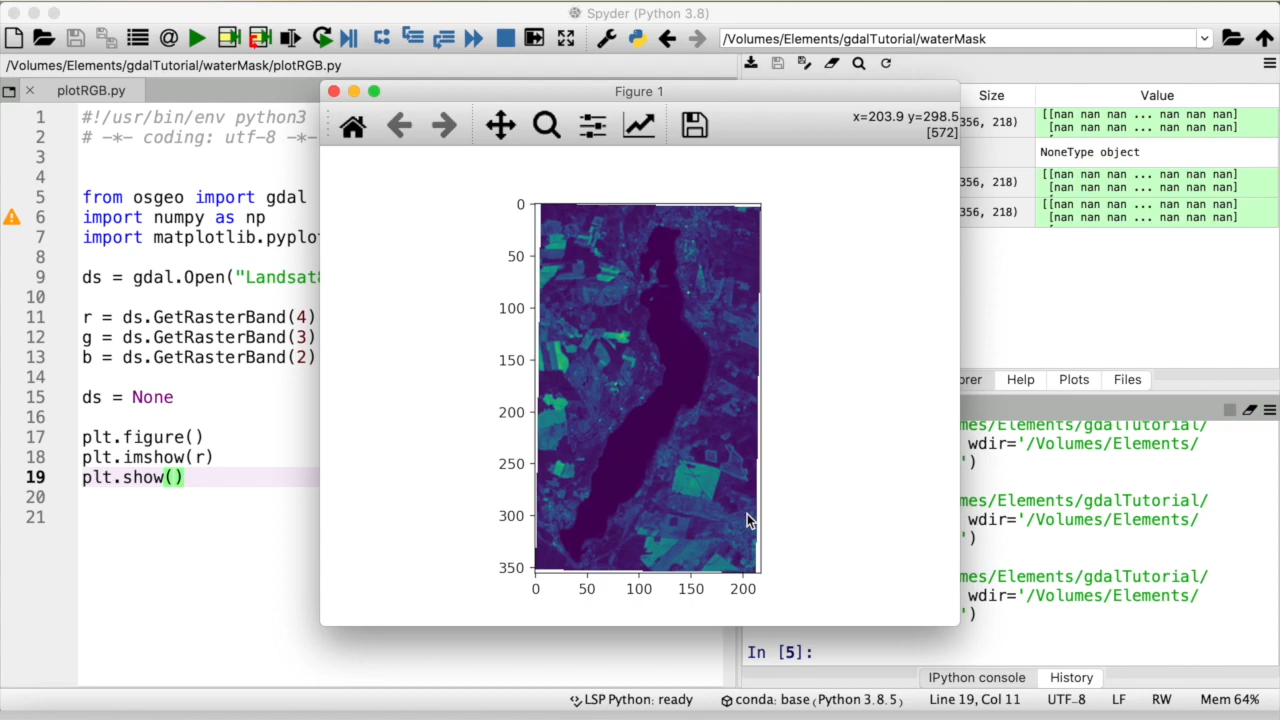 Spyder (Python 3.8)
/Volumes/Elements/gdalTutorial/waterMask
/Volumes/Elements/gdalTutorial/waterMask/plotRGB.py
plotRGB.py
1 #!/usr/bin/env python3
2 # -*- coding: utf-8 -*-
3
4
5 from osgeo import gdal
6 import numpy as np
7 import matplotlib.pyplot
8
9 ds = gdal.Open("Landsat
10
11 r = ds.GetRasterBand(4)
12 g = ds.GetRasterBand(3)
13 b = ds.GetRasterBand(2)
14
15 ds = None
16
17 plt.figure()
18 plt.imshow(r)
19 plt.show()
20
21
Figure 1
x=203.9 y=298.5
[572]
0
50
100
150
200
250
300
350
0 50 100 150 200
Size Value
356, 218) [[nan nan nan ... nan nan nan]
[nan nan nan ... nan nan nan]
NoneType object
356, 218) [[nan nan nan ... nan nan nan]
[nan nan nan ... nan nan nan]
356, 218) [[nan nan nan ... nan nan nan]
[nan nan nan ... nan nan nan]
orer Help Plots Files
mes/Elements/gdalTutorial/
wdir='/Volumes/Elements/
')
mes/Elements/gdalTutorial/
wdir='/Volumes/Elements/
')
mes/Elements/gdalTutorial/
wdir='/Volumes/Elements/
')
In [5]:
IPython console History
LSP Python: ready conda: base (Python 3.8.5) Line 19, Col 11 UTF-8 LF RW Mem 64%